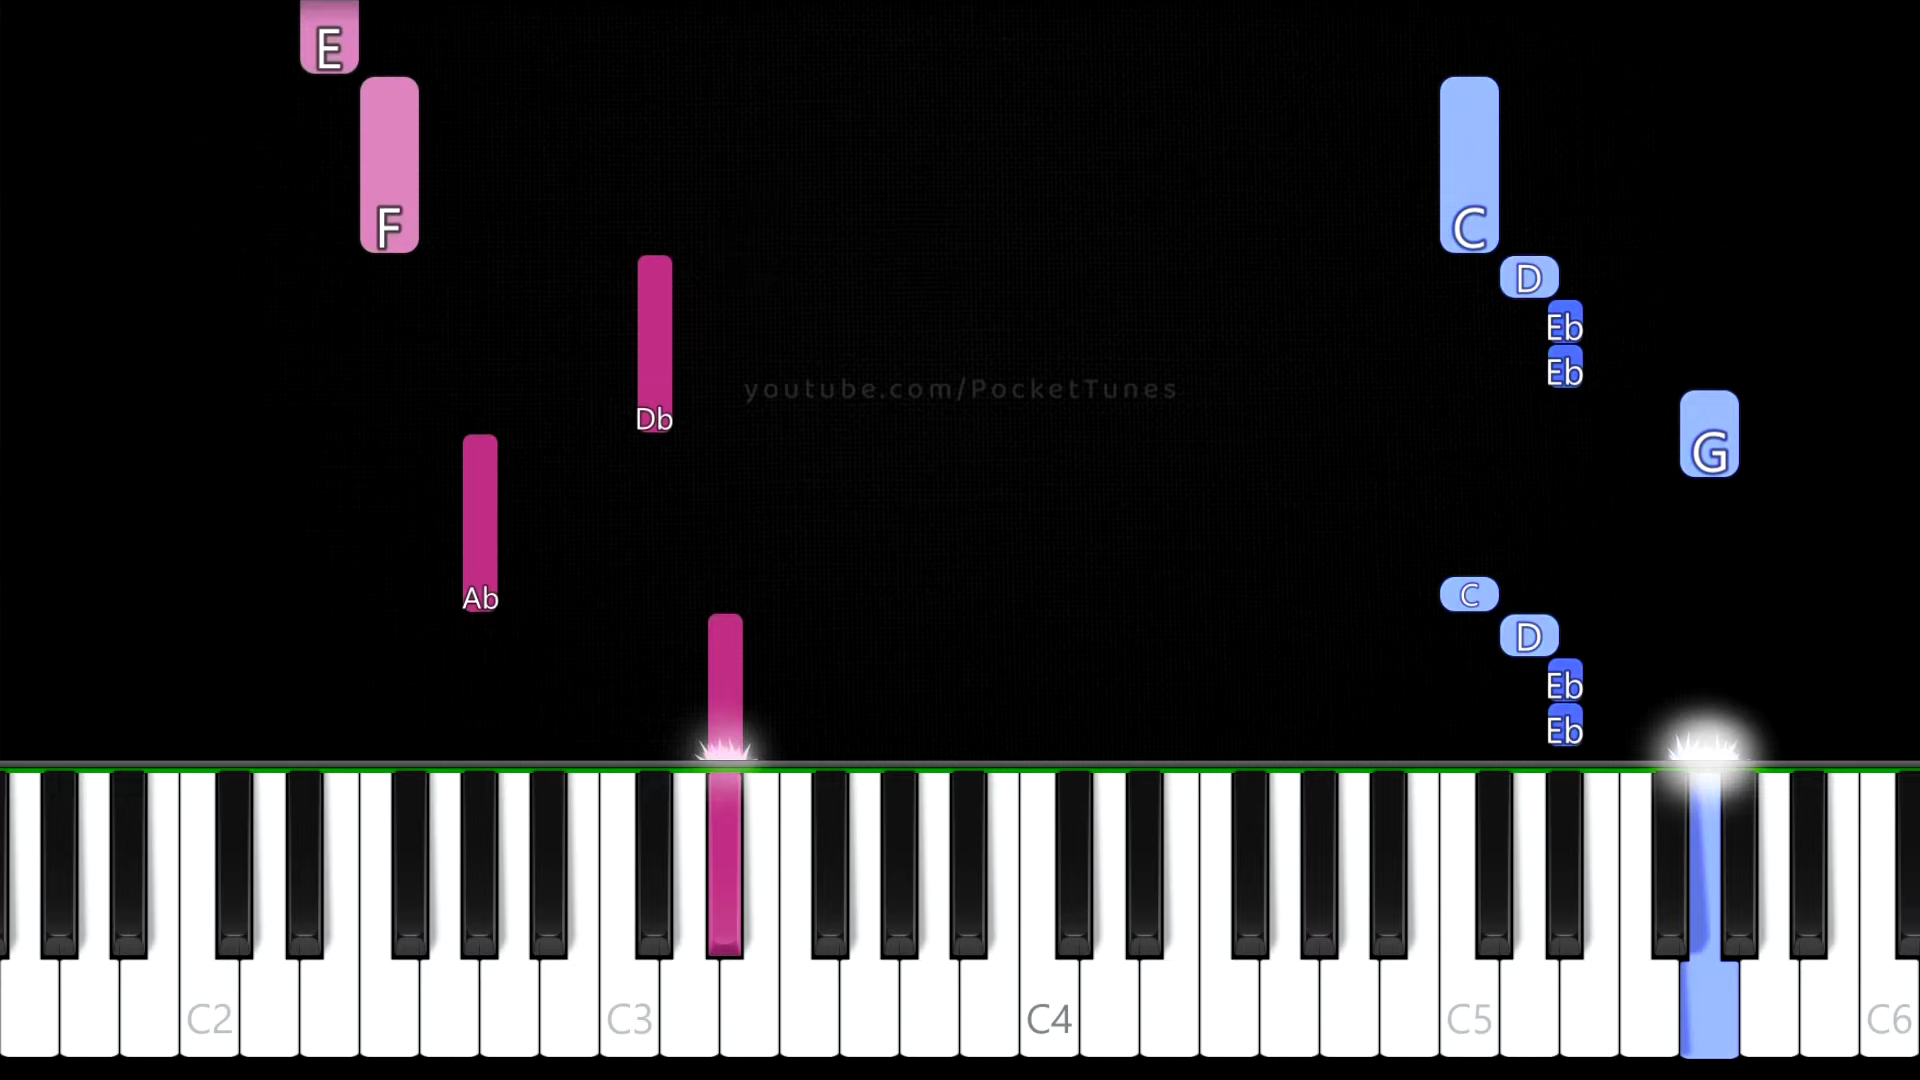 E
F
C
D
Eb
Eb
youtube.com/PocketTunes
Db
G
Ab
C
D
Eb
Eb
C2
C3
C4
C5
C6